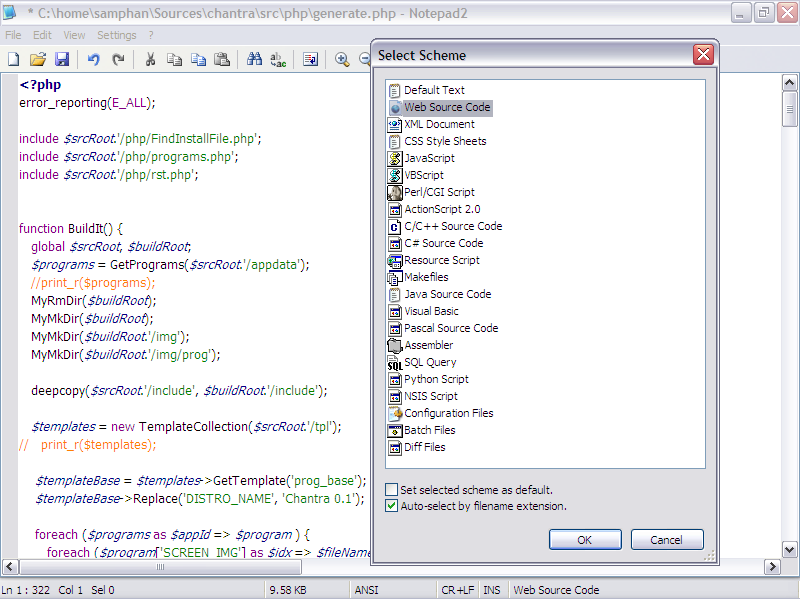 * C:\home\samphan\Sources\chantra\src\php\generate.php - Notepad2
File Edit View Settings ?
<?php
error_reporting(E_ALL);
include $srcRoot.'/php/FindInstallFile.php';
include $srcRoot.'/php/programs.php';
include $srcRoot.'/php/rst.php';
function BuildIt() {
global $srcRoot, $buildRoot;
$programs = GetPrograms($srcRoot.'/appdata');
//print_r($programs);
MyRmDir($buildRoot);
MyMkDir($buildRoot);
MyMkDir($buildRoot.'/img');
MyMkDir($buildRoot.'/img/prog');
deepcopy($srcRoot.'/include', $buildRoot.'/include');
$templates = new TemplateCollection($srcRoot.'/tpl');
// print_r($templates);
$templateBase = $templates->GetTemplate('prog_base');
$templateBase->Replace('DISTRO_NAME', 'Chantra 0.1');
foreach ($programs as $appId => $program ) {
foreach ($program['SCREEN_IMG'] as $idx => $fileName
Select Scheme
Default Text
Web Source Code
XML Document
CSS Style Sheets
JavaScript
VBScript
Perl/CGI Script
ActionScript 2.0
C/C++ Source Code
C# Source Code
Resource Script
Makefiles
Java Source Code
Visual Basic
Pascal Source Code
Assembler
SQL Query
Python Script
NSIS Script
Configuration Files
Batch Files
Diff Files
Set selected scheme as default.
Auto-select by filename extension.
OK Cancel
Ln 1 : 322 Col 1 Sel 0 9.58 KB ANSI CR+LF INS Web Source Code